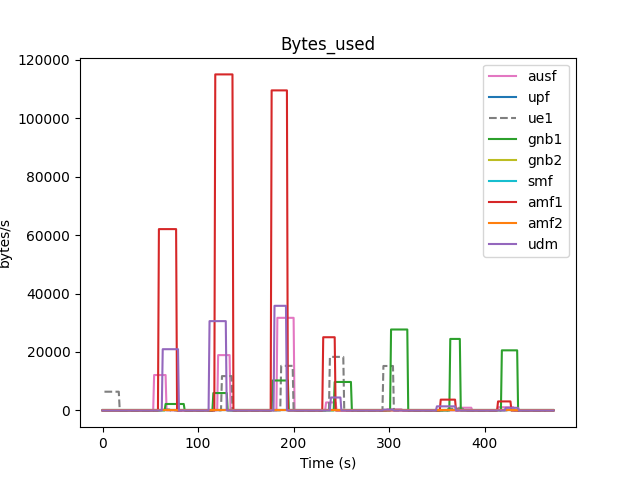 Bytes_used
120000
100000
80000
60000
40000
20000
0
bytes/s
0
100
200
300
400
Time (s)
ausf
upf
ue1
gnb1
gnb2
smf
amf1
amf2
udm